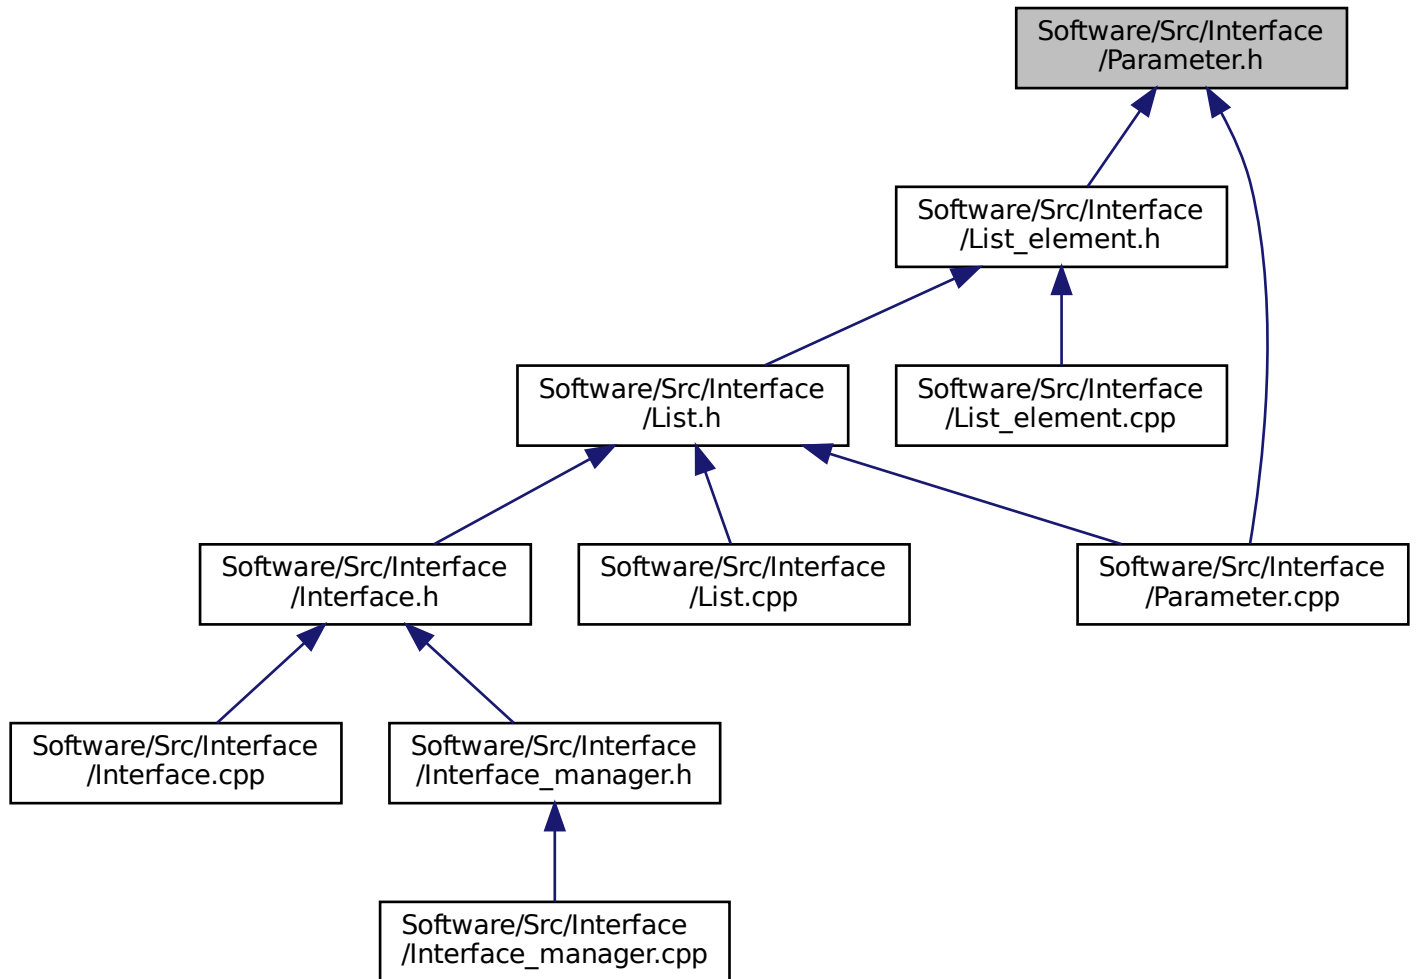 Software/Src/Interface
/Parameter.h
Software/Src/Interface
/List_element.h
Software/Src/Interface
/List.h
Software/Src/Interface
/List_element.cpp
Software/Src/Interface
/Interface.h
Software/Src/Interface
/List.cpp
Software/Src/Interface
/Parameter.cpp
Software/Src/Interface
/Interface.cpp
Software/Src/Interface
/Interface_manager.h
Software/Src/Interface
/Interface_manager.cpp